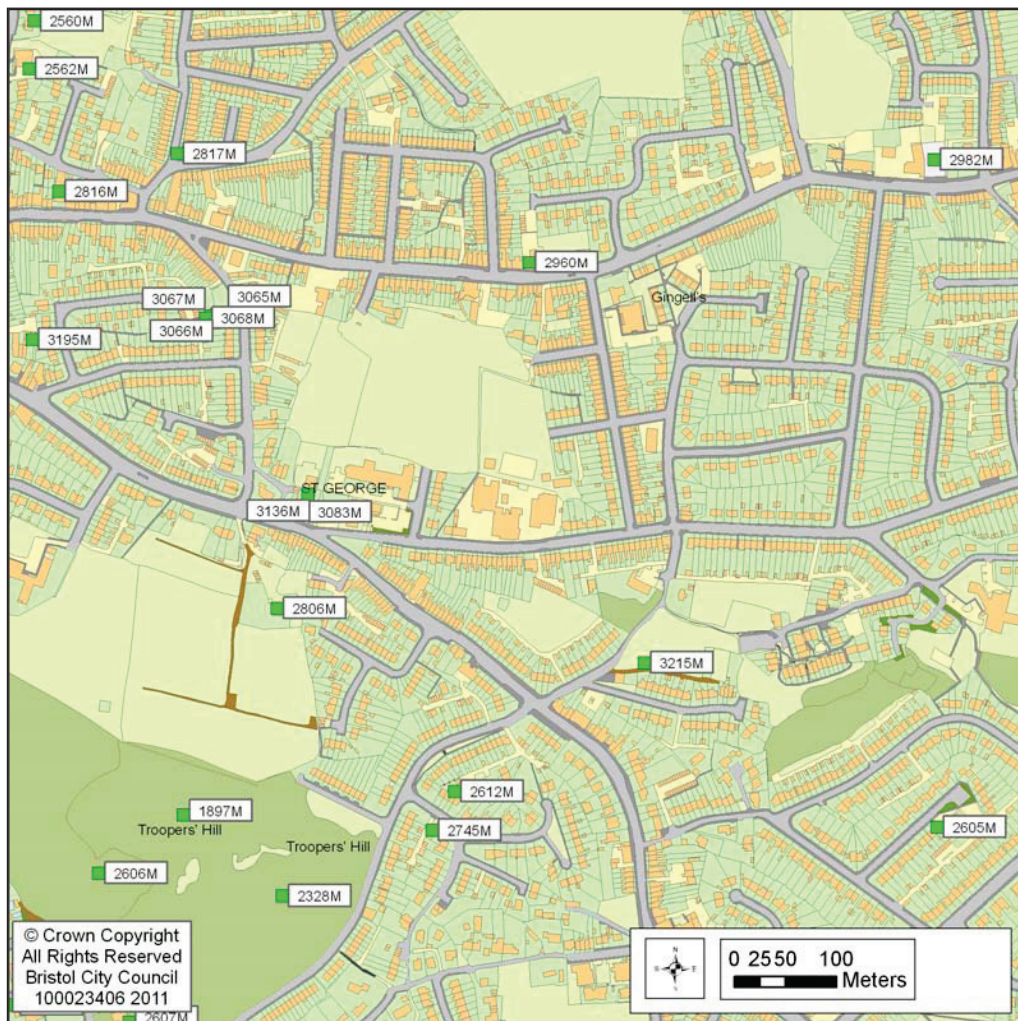 2560M
2562M
2817M
2982M
2816M
2960M
3067M
3065M
Gingell's
3066M
3068M
3195M
ST GEORGE
3136M
3083M
2806M
3215M
2612M
1897M
Troopers' Hill
2745M
2605M
Troopers' Hill
2606M
2328M
© Crown Copyright
All Rights Reserved
Bristol City Council
100023406 2011
N
W E
S
0 25 50 100
Meters
2607M